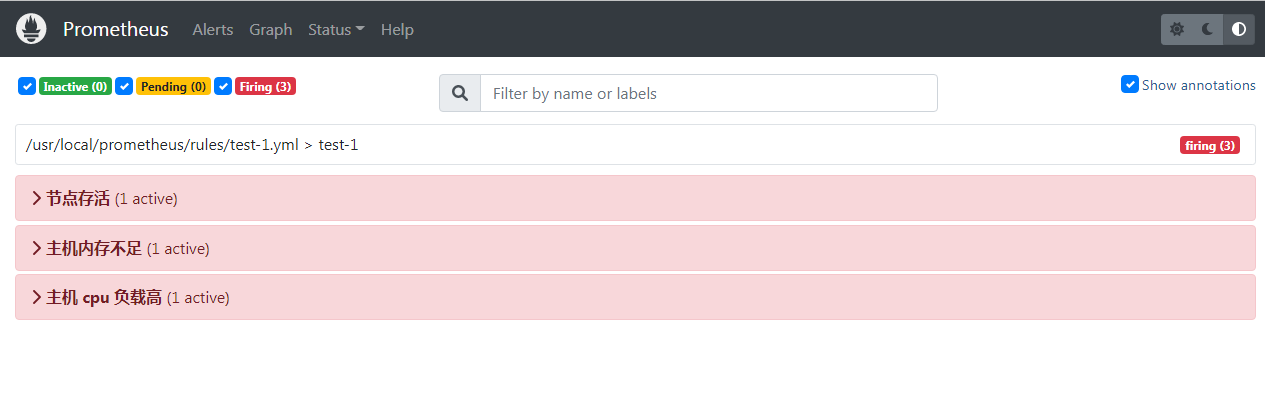 Prometheus Alerts Graph Status Help
Inactive (0) Pending (0) Firing (3) Filter by name or labels Show annotations
/usr/local/prometheus/rules/test-1.yml > test-1 firing (3)
节点存活 (1 active)
主机内存不足 (1 active)
主机 cpu 负载高 (1 active)